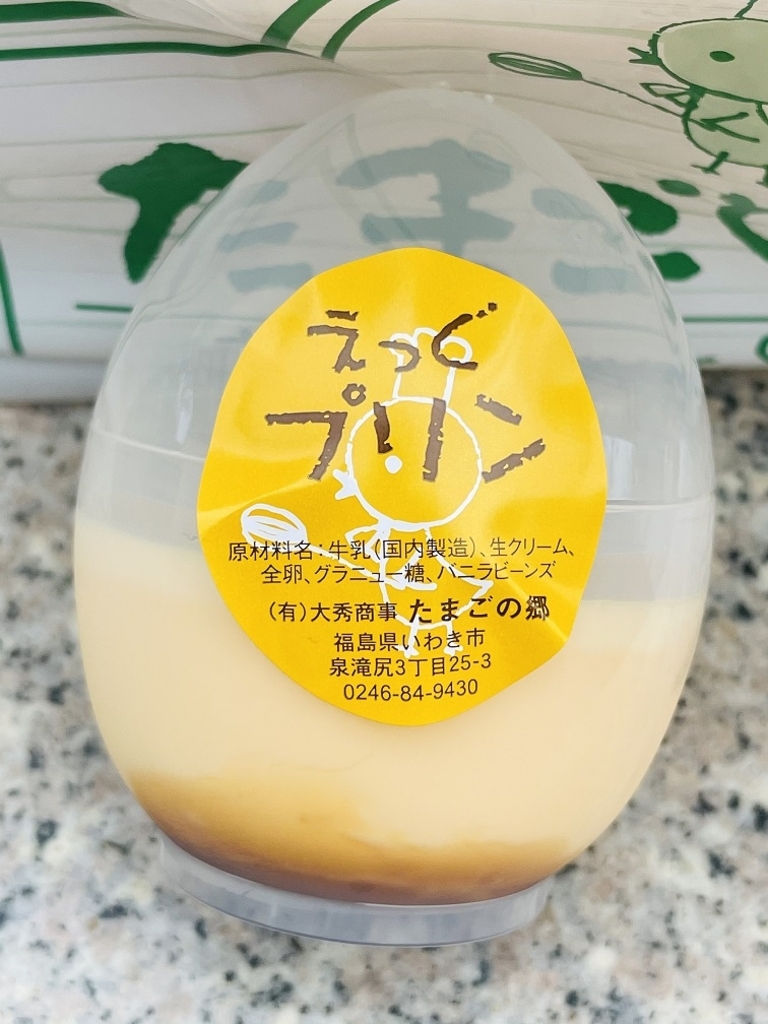 えっぐ
プリン
原材料名:牛乳(国内製造)、生クリーム、
全卵、グラニュー糖、バニラビーンズ
(有)大秀商事 たまごの郷
福島県いわき市
泉滝尻3丁目25-3
0246-84-9430